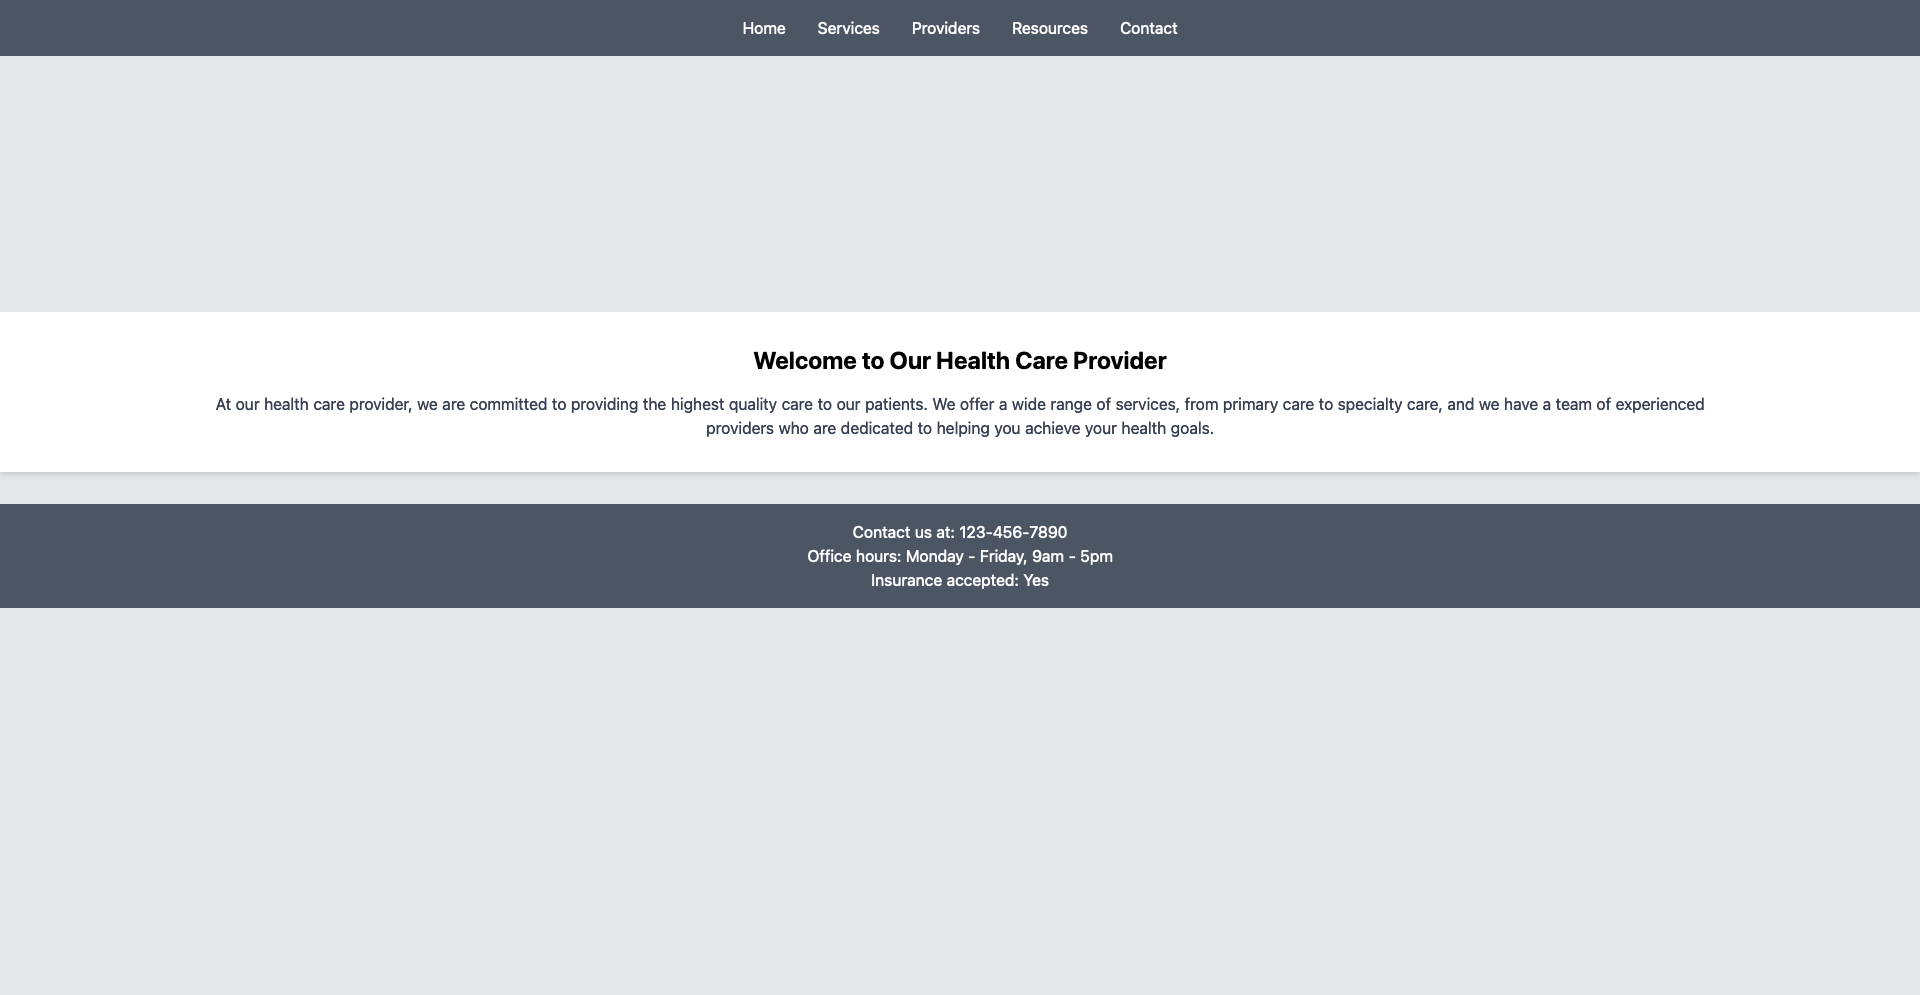 Home Services Providers Resources Contact
Welcome to Our Health Care Provider
At our health care provider, we are committed to providing the highest quality care to our patients. We offer a wide range of services, from primary care to specialty care, and we have a team of experienced
providers who are dedicated to helping you achieve your health goals.
Contact us at: 123-456-7890
Office hours: Monday - Friday, 9am - 5pm
Insurance accepted: Yes